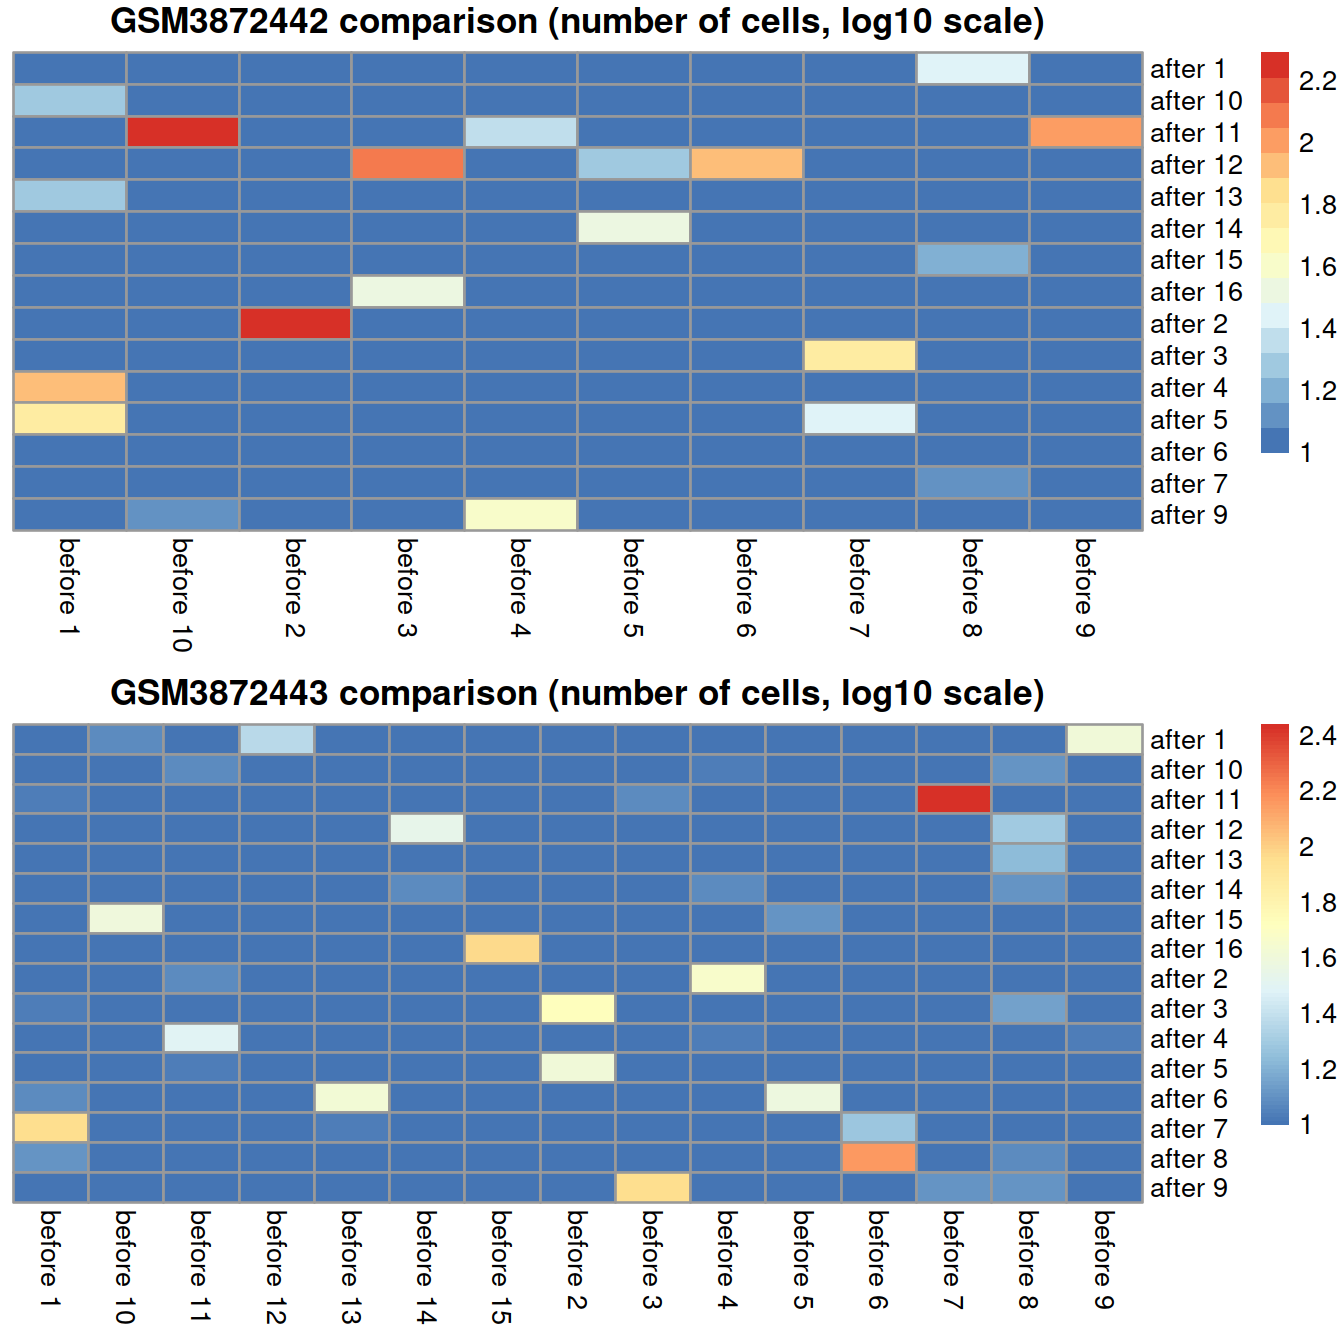 GSM3872442 comparison (number of cells, log10 scale)
after 1
after 10
after 11
after 12
after 13
after 14
after 15
after 16
after 2
after 3
after 4
after 5
after 6
after 7
after 9
2.2
2
1.8
1.6
1.4
1.2
1
before 1
before 10
before 2
before 3
before 4
before 5
before 6
before 7
before 8
before 9
GSM3872443 comparison (number of cells, log10 scale)
after 1
after 10
after 11
after 12
after 13
after 14
after 15
after 16
after 2
after 3
after 4
after 5
after 6
after 7
after 8
after 9
2.4
2.2
2
1.8
1.6
1.4
1.2
1
before 1
before 10
before 11
before 12
before 13
before 14
before 15
before 2
before 3
before 4
before 5
before 6
before 7
before 8
before 9